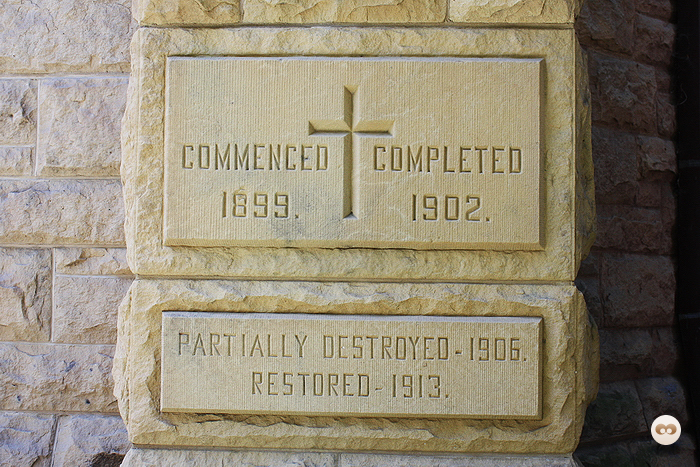 COMMENCED COMPLETED
1899. 1902.
PARTIALLY DESTROYED-1906.
RESTORED-1913.